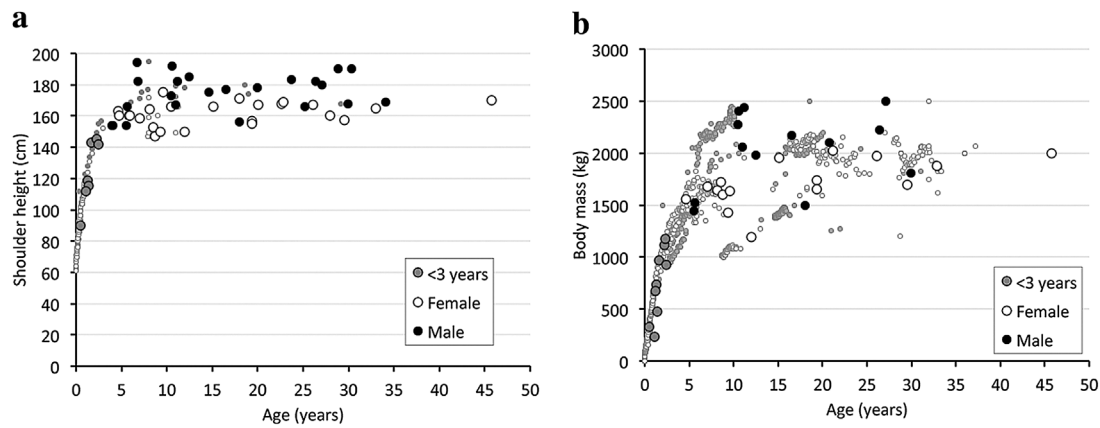 a
200
180
160
140
120
100
80
60
40
20
0
Shoulder height (cm)
<3 years
Female
Male
0 5 10 15 20 25 30 35 40 45 50
Age (years)
b
3000
2500
2000
1500
1000
500
0
Body mass (kg)
<3 years
Female
Male
0 5 10 15 20 25 30 35 40 45 50
Age (years)